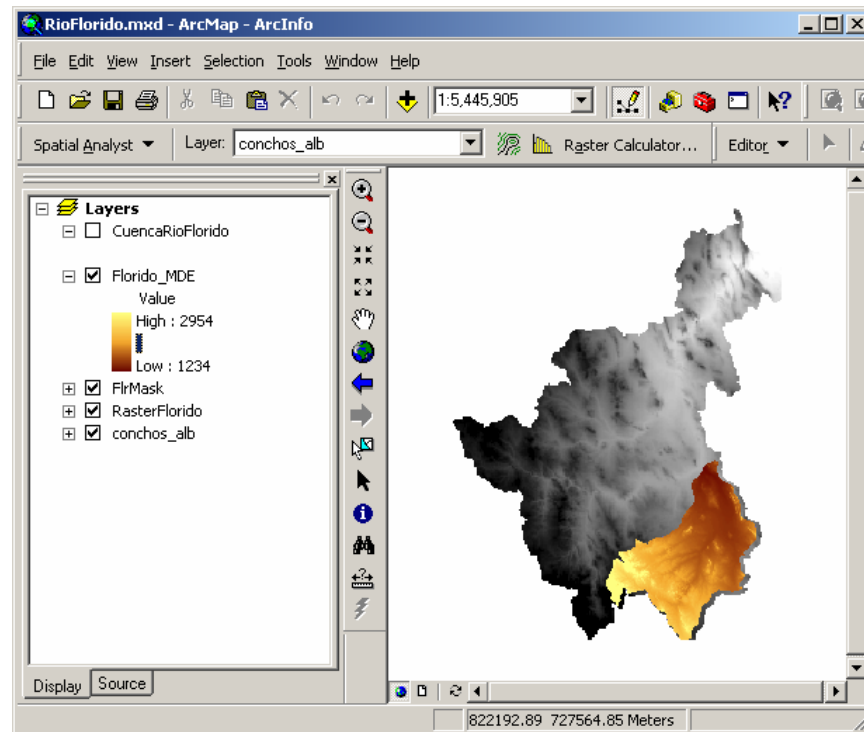 RioFlorido.mxd - ArcMap - ArcInfo
File Edit View Insert Selection Tools Window Help
1:5,445,905
Spatial Analyst Layer: conchos_alb Raster Calculator... Editor
Layers
CuencaRioFlorido
Florido_MDE
Value
High : 2954
Low : 1234
FlrMask
RasterFlorido
conchos_alb
Display Source
822192.89 727564.85 Meters